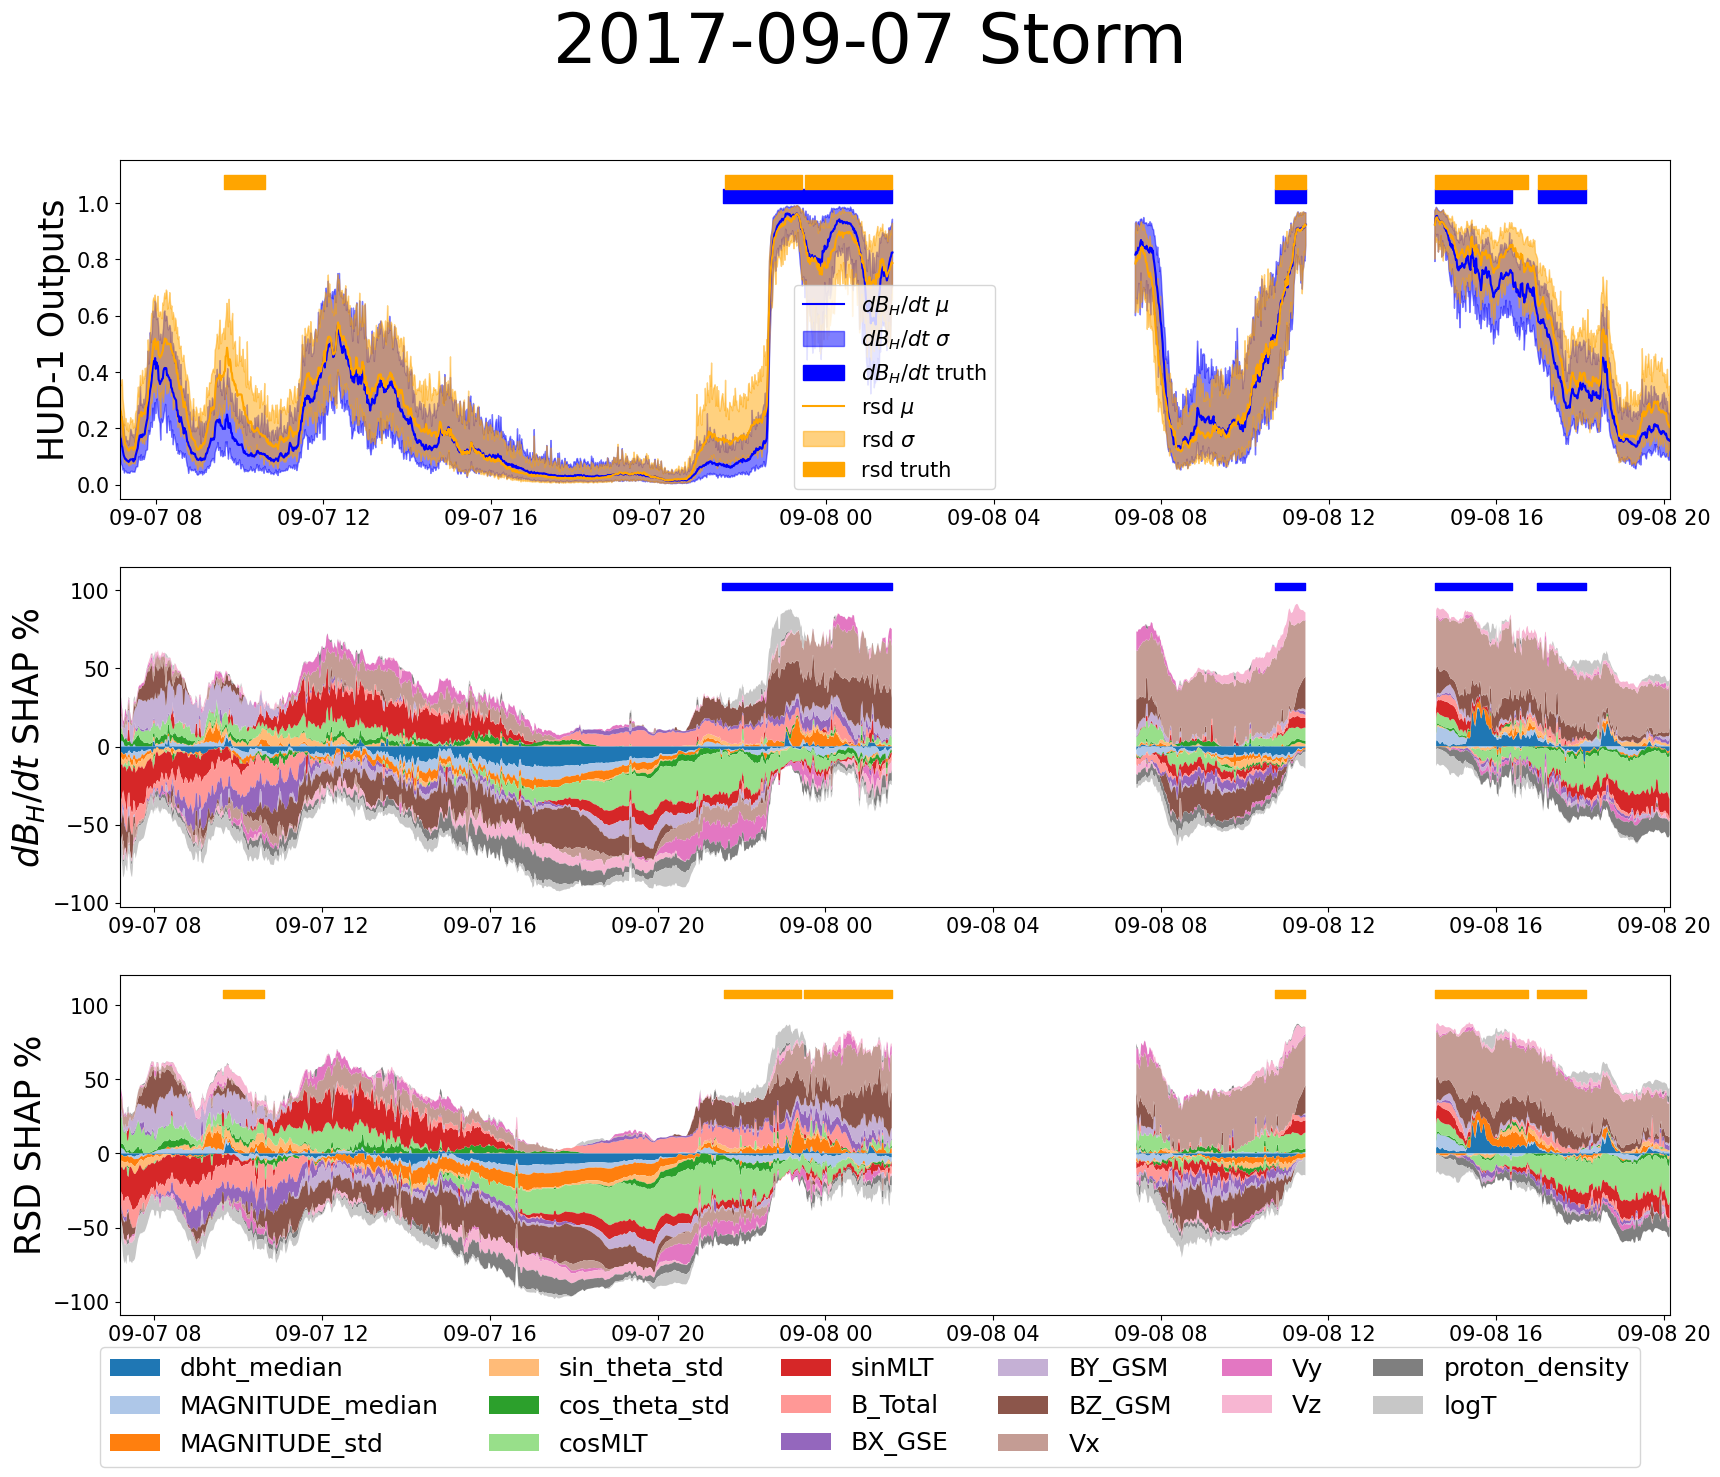 2017-09-07 Storm
HUD-1 Outputs
1.0
0.8
0.6
0.4
0.2
0.0
dB_H/dt μ
dB_H/dt σ
dB_H/dt truth
rsd μ
rsd σ
rsd truth
09-07 08 09-07 12 09-07 16 09-07 20 09-08 00 09-08 04 09-08 08 09-08 12 09-08 16 09-08 20
dB_H/dt SHAP %
100
50
0
−50
−100
09-07 08 09-07 12 09-07 16 09-07 20 09-08 00 09-08 04 09-08 08 09-08 12 09-08 16 09-08 20
RSD SHAP %
100
50
0
−50
−100
09-07 08 09-07 12 09-07 16 09-07 20 09-08 00 09-08 04 09-08 08 09-08 12 09-08 16 09-08 20
dbht_median sin_theta_std sinMLT BY_GSM Vy proton_density
MAGNITUDE_median cos_theta_std B_Total BZ_GSM Vz logT
MAGNITUDE_std cosMLT BX_GSE Vx